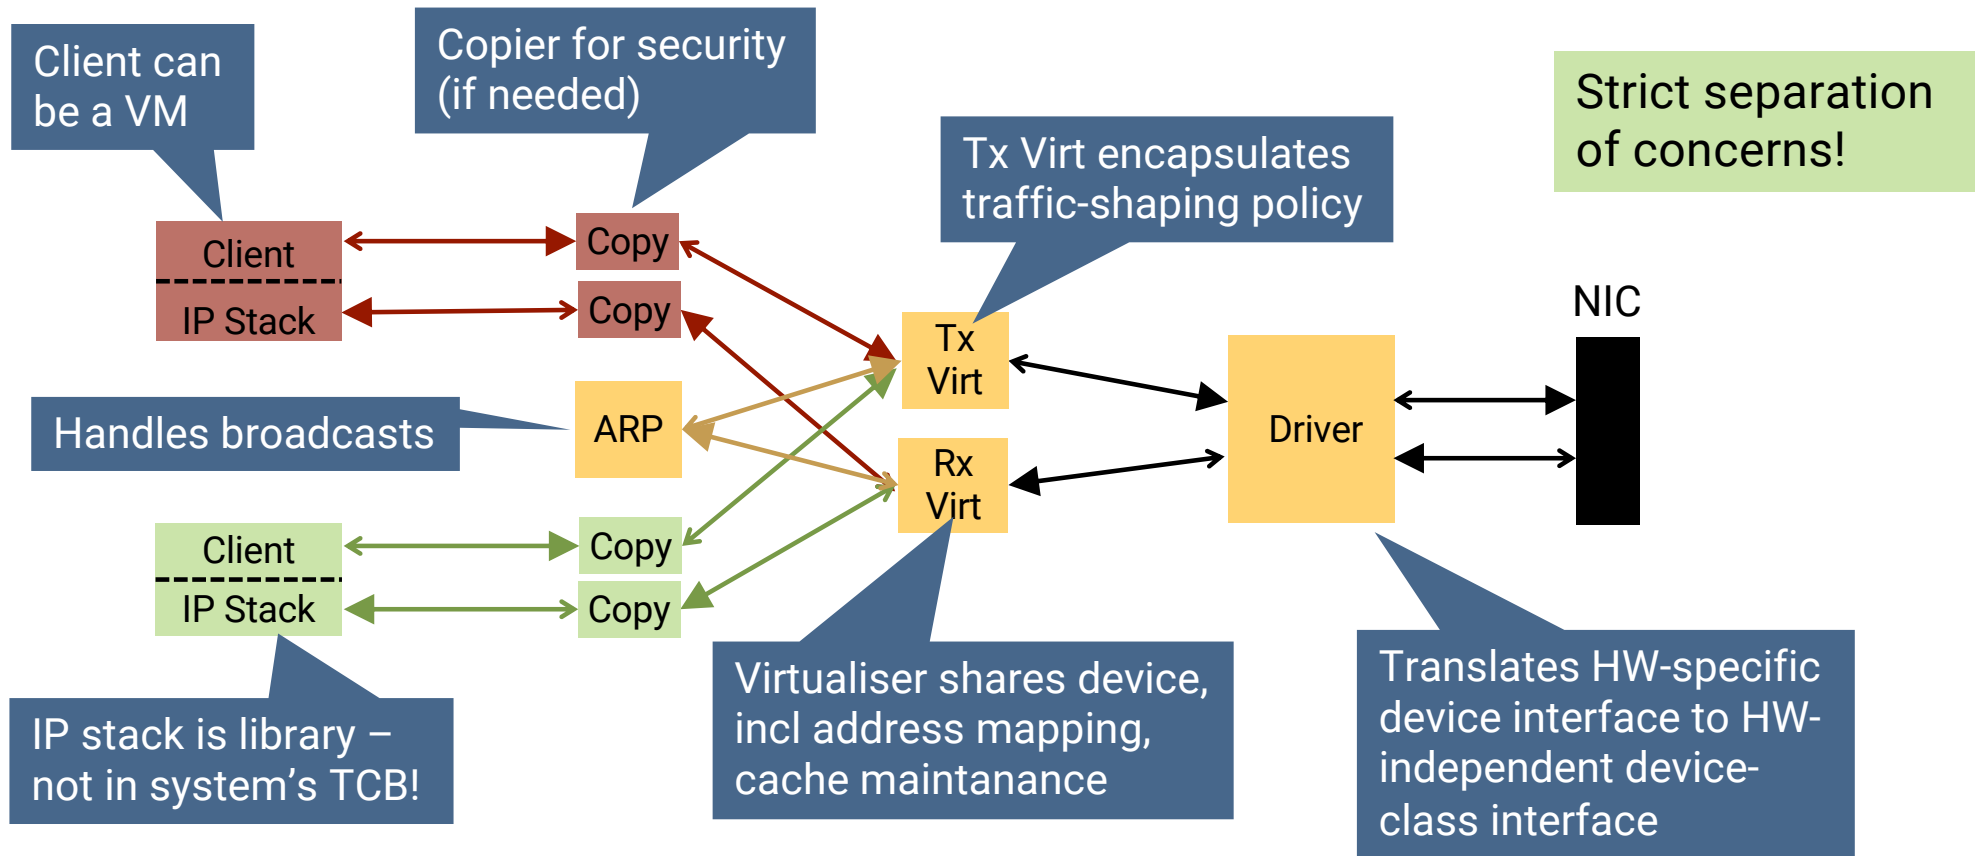 Client can
be a VM
Copier for security
(if needed)
Strict separation
of concerns!
Tx Virt encapsulates
traffic-shaping policy
Client
IP Stack
Copy
Copy
Tx
Virt
NIC
Handles broadcasts
ARP
Driver
Rx
Virt
Client
IP Stack
Copy
Copy
IP stack is library –
not in system’s TCB!
Virtualiser shares device,
incl address mapping,
cache maintanance
Translates HW-specific
device interface to HW-
independent device-
class interface